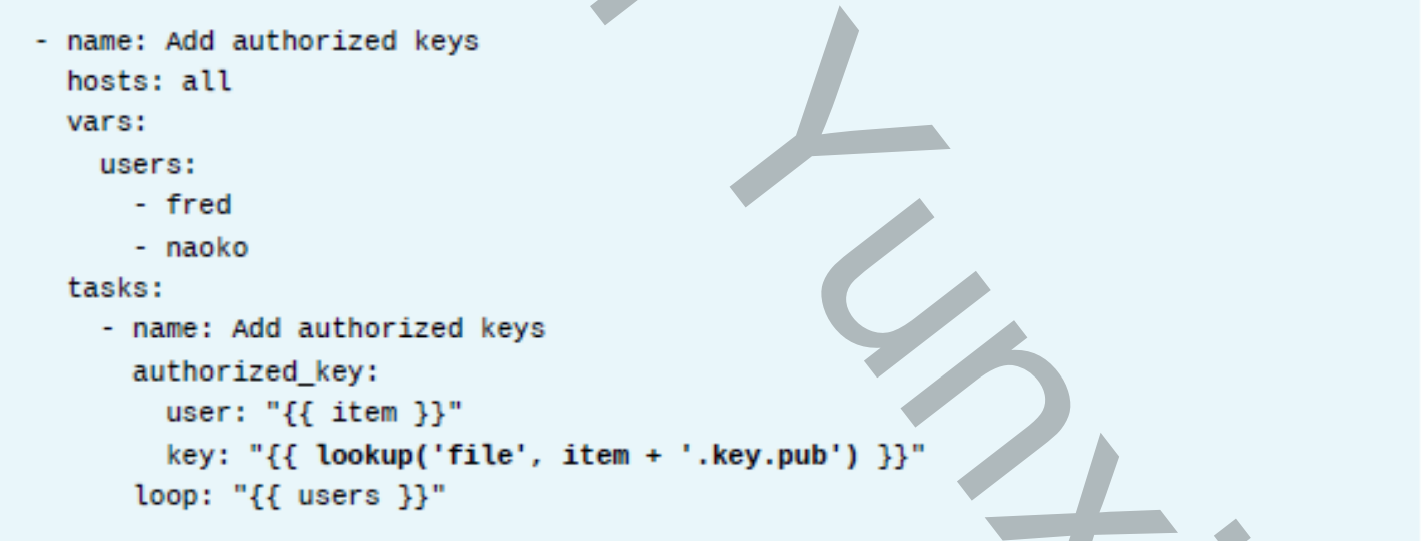 - name: Add authorized keys
  hosts: all
  vars:
    users:
      - fred
      - naoko
  tasks:
    - name: Add authorized keys
      authorized_key:
        user: "{{ item }}"
        key: "{{ lookup('file', item + '.key.pub') }}"
      loop: "{{ users }}"